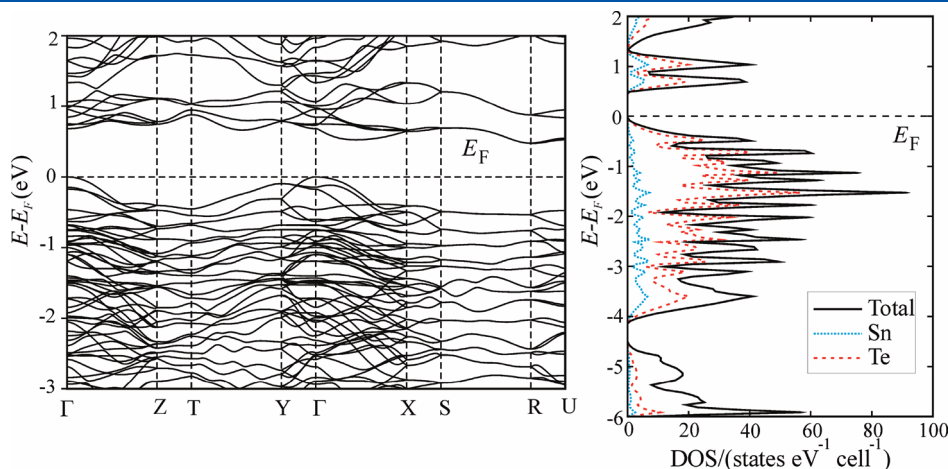 2
1
0
-1
-2
-3
E-E_F (eV)
E_F
Γ Z T Y Γ X S R U
2
1
0
-1
-2
-3
-4
-5
-6
E-E_F (eV)
E_F
Total
Sn
Te
0 20 40 60 80 100
DOS/(states eV⁻¹ cell⁻¹)